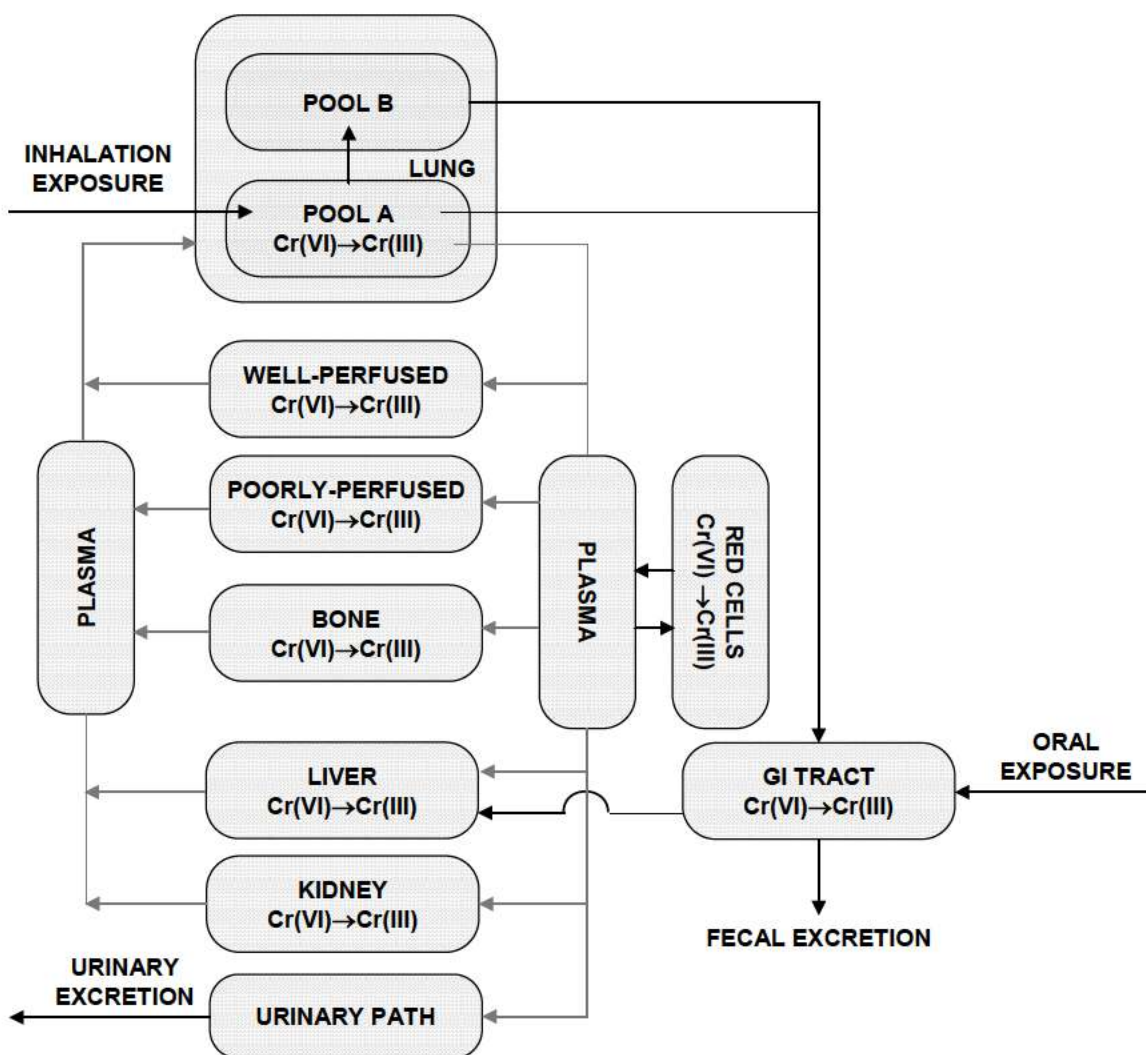 POOL B
INHALATION
EXPOSURE
LUNG
POOL A
Cr(VI)→Cr(III)
WELL-PERFUSED
Cr(VI)→Cr(III)
POORLY-PERFUSED
Cr(VI)→Cr(III)
PLASMA
BONE
Cr(VI)→Cr(III)
PLASMA
RED CELLS
Cr(VI) →Cr(III)
LIVER
Cr(VI)→Cr(III)
GI TRACT
Cr(VI)→Cr(III)
ORAL
EXPOSURE
KIDNEY
Cr(VI)→Cr(III)
FECAL EXCRETION
URINARY
EXCRETION
URINARY PATH